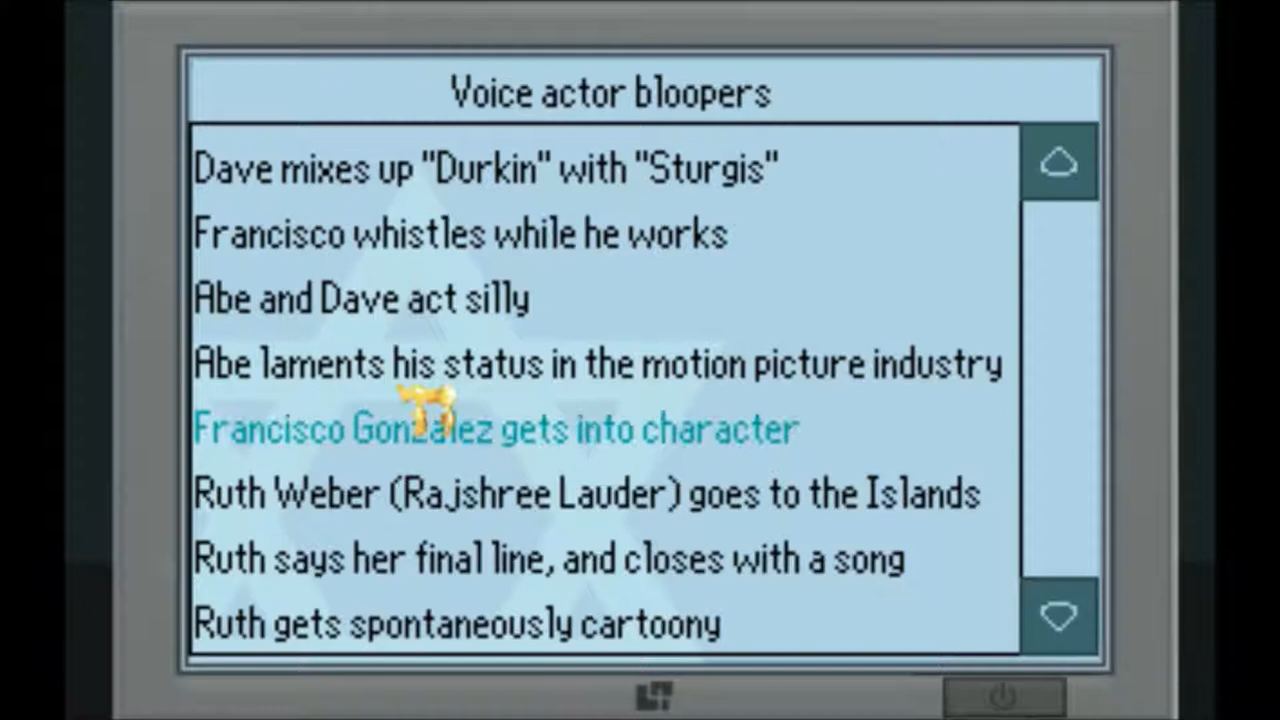 Voice actor bloopers
Dave mixes up "Durkin" with "Sturgis"
Francisco whistles while he works
Abe and Dave act silly
Abe laments his status in the motion picture industry
Francisco Gonzalez gets into character
Ruth Weber (Rajshree Lauder) goes to the Islands
Ruth says her final line, and closes with a song
Ruth gets spontaneously cartoony